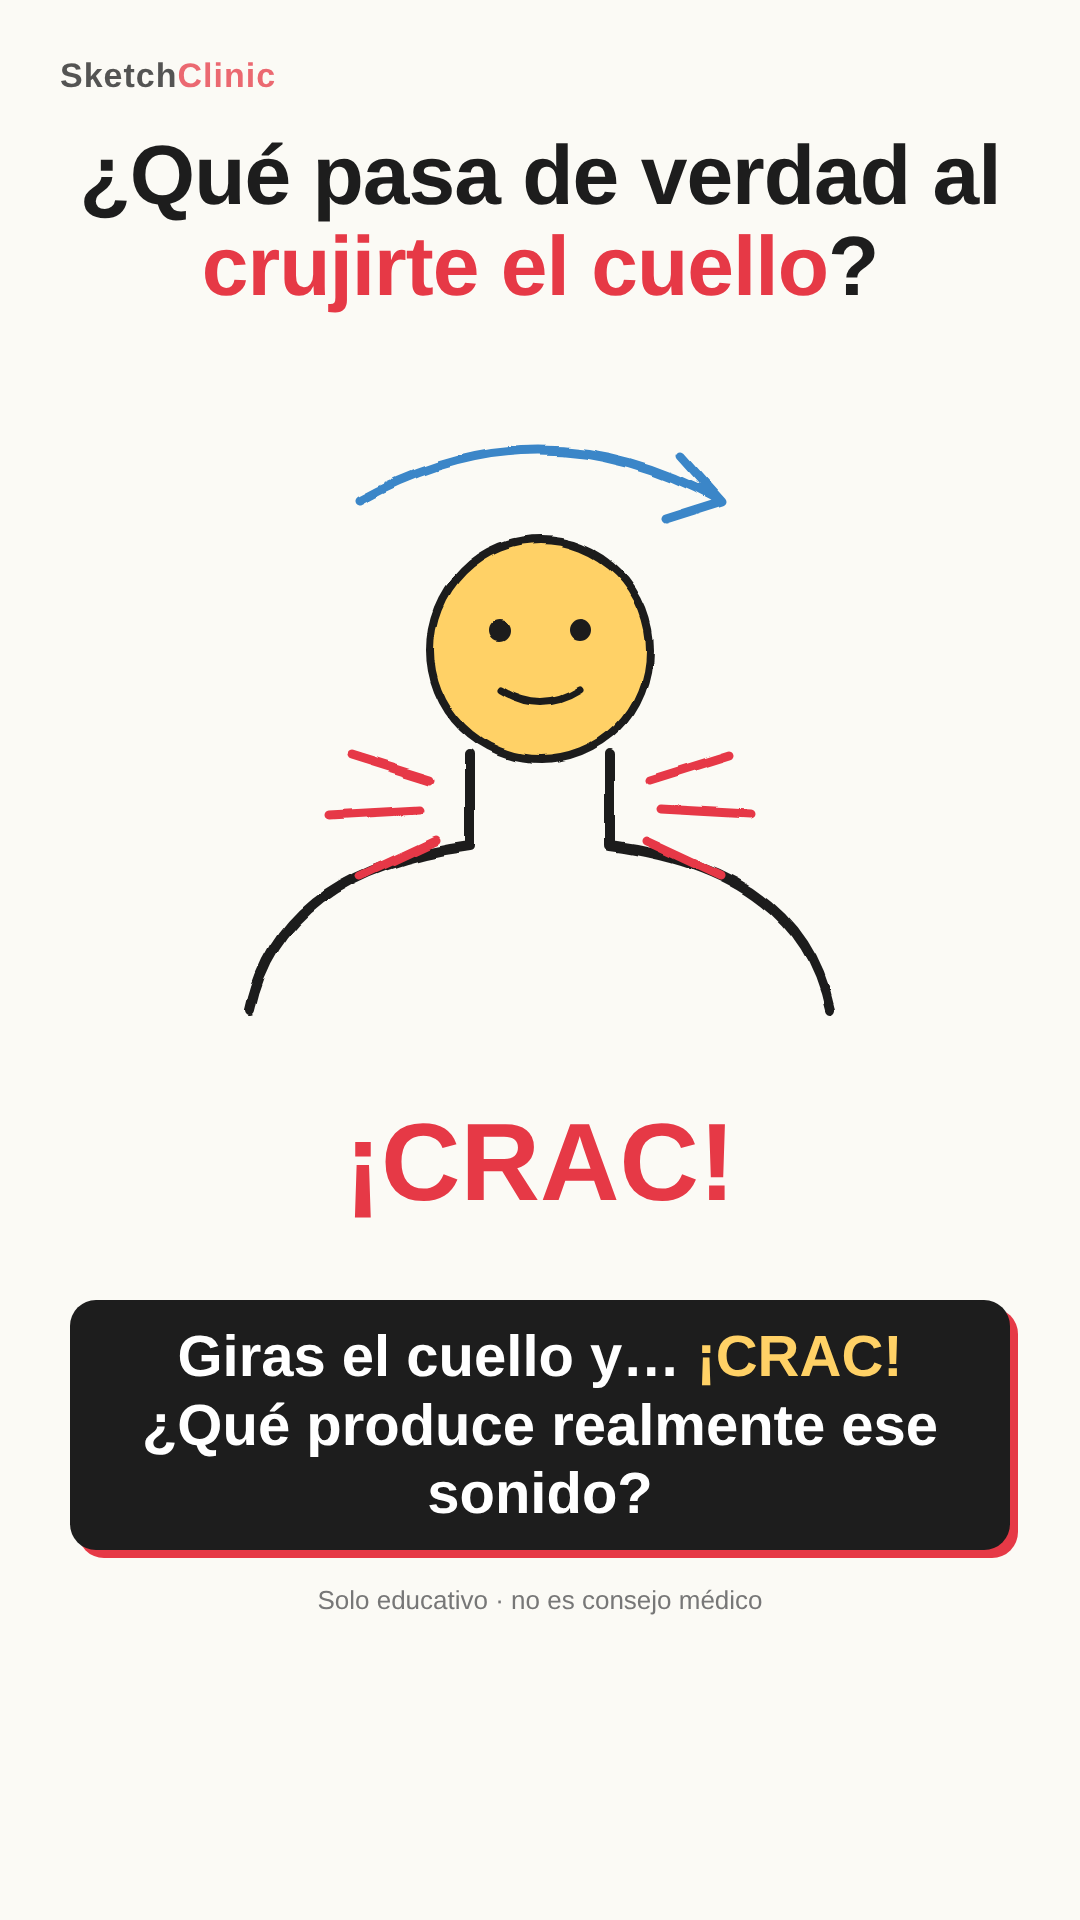 SketchClinic
¿Qué pasa de verdad al
crujirte el cuello?
¡CRAC!
Giras el cuello y… ¡CRAC!
¿Qué produce realmente ese
sonido?
Solo educativo · no es consejo médico